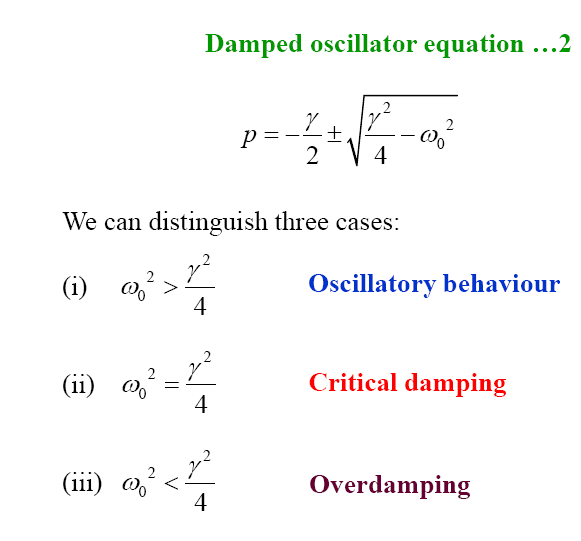 Damped oscillator equation …2
p = −γ/2 ± √(γ²/4 − ω₀²)
We can distinguish three cases:
(i) ω₀² > γ²/4 Oscillatory behaviour
(ii) ω₀² = γ²/4 Critical damping
(iii) ω₀² < γ²/4 Overdamping